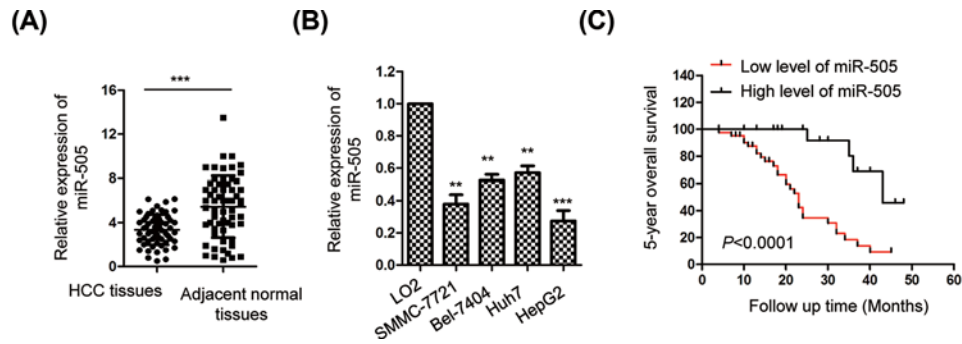 (A)
Relative expression of
miR-505
16
12
8
4
0
***
HCC tissues
Adjacent normal
tissues
(B)
Relative expression of
miR-505
1.2
1.0
0.8
0.6
0.4
0.2
0.0
**
**
**
***
LO2
SMMC-7721
Bel-7404
Huh7
HepG2
(C)
Low level of miR-505
High level of miR-505
5-year overall survival
140
120
100
80
60
40
20
0
P<0.0001
0 10 20 30 40 50 60
Follow up time (Months)